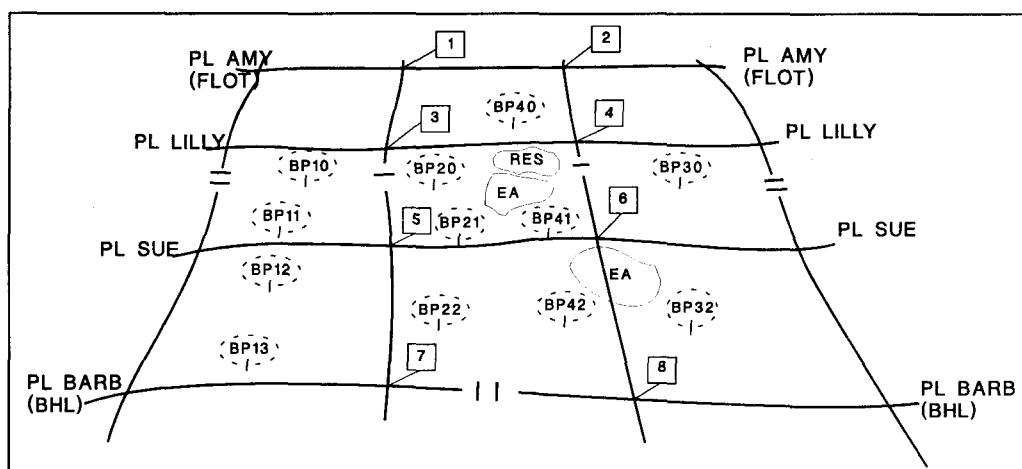 1
2
PL AMY
(FLOT)
PL AMY
(FLOT)
BP40
3
4
PL LILLY
PL LILLY
BP10
BP20
RES
BP30
EA
BP11
BP21
BP41
6
5
PL SUE
PL SUE
BP12
EA
BP22
BP42
BP32
BP13
7
8
PL BARB
(BHL)
PL BARB
(BHL)